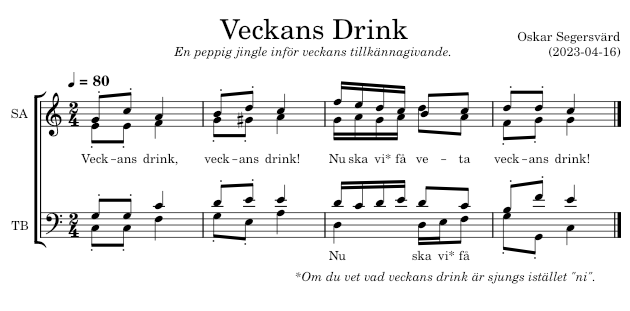 Veckans Drink
En peppig jingle inför veckans tillkännagivande.
Oskar Segersvärd
(2023-04-16)
♩ = 80
SA
Veck – ans drink, veck – ans drink! Nu ska vi* få ve – ta veck – ans drink!
TB
Nu ska vi* få
*Om du vet vad veckans drink är sjungs istället "ni".